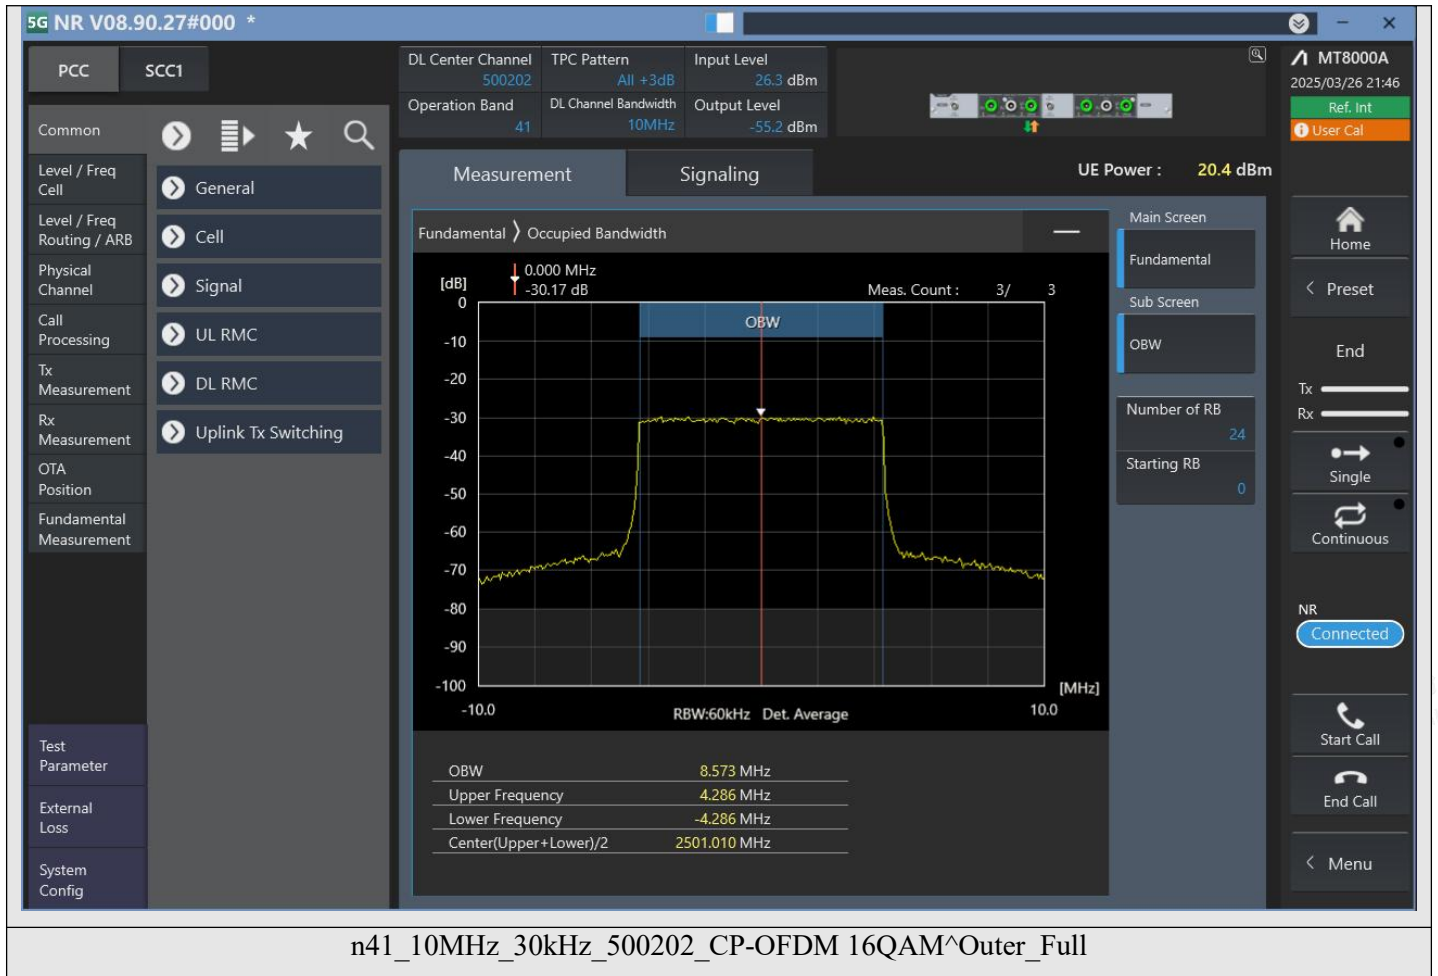 5G NR V08.90.27#000 *
PCC SCC1
DL Center Channel 500202
TPC Pattern All +3dB
Input Level 26.3 dBm
Operation Band 41
DL Channel Bandwidth 10MHz
Output Level -55.2 dBm
MT8000A
2025/03/26 21:46
Ref. Int
User Cal
Common
Level / Freq
Cell
Level / Freq
Routing / ARB
Physical
Channel
Call
Processing
Tx
Measurement
Rx
Measurement
OTA
Position
Fundamental
Measurement
Test
Parameter
External
Loss
System
Config
General
Cell
Signal
UL RMC
DL RMC
Uplink Tx Switching
Measurement Signaling
UE Power : 20.4 dBm
Fundamental 〉 Occupied Bandwidth
0.000 MHz
[dB] -30.17 dB Meas. Count : 3/ 3
OBW
0
-10
-20
-30
-40
-50
-60
-70
-80
-90
-100
[MHz]
-10.0 RBW:60kHz Det. Average 10.0
OBW 8.573 MHz
Upper Frequency 4.286 MHz
Lower Frequency -4.286 MHz
Center(Upper+Lower)/2 2501.010 MHz
Main Screen
Fundamental
Sub Screen
OBW
Number of RB
24
Starting RB
0
Home
Preset
End
Tx
Rx
Single
Continuous
NR
Connected
Start Call
End Call
Menu
n41_10MHz_30kHz_500202_CP-OFDM 16QAM^Outer_Full